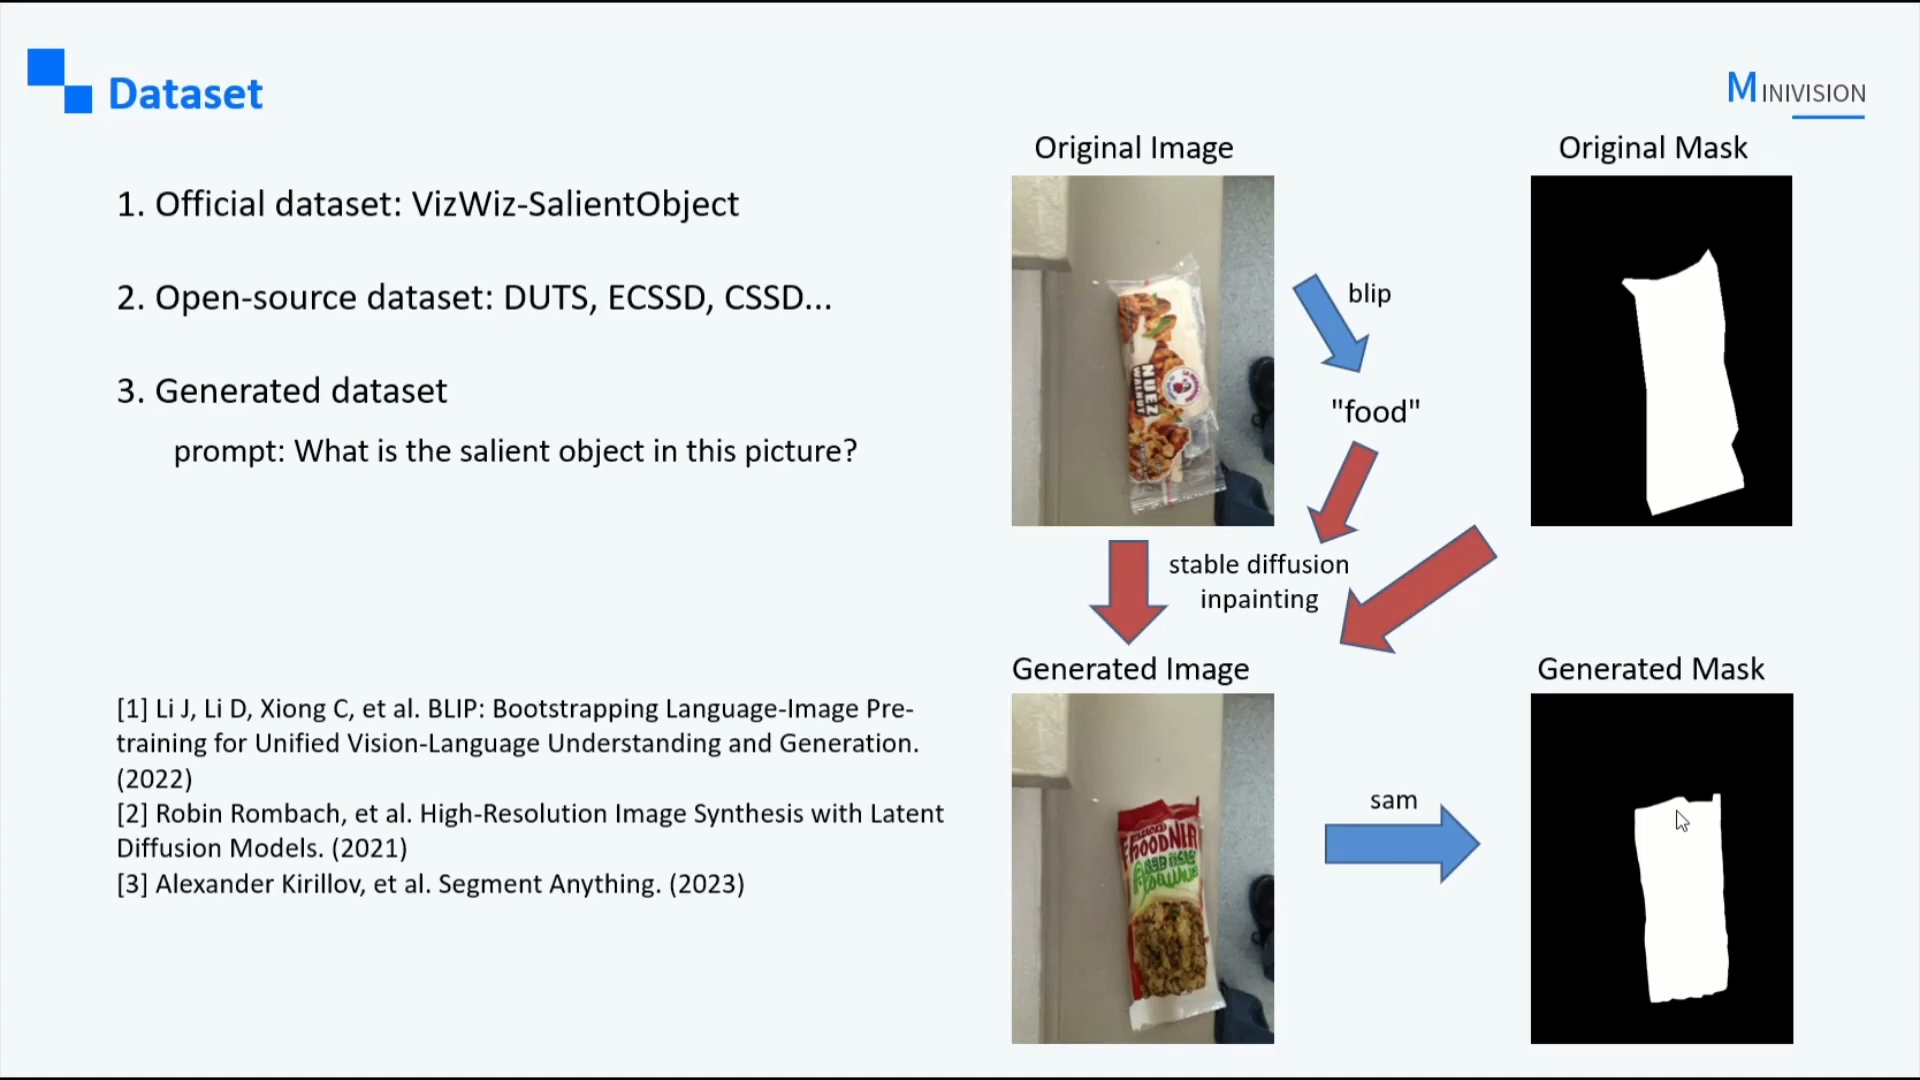 Dataset
MINIVISION
1. Official dataset: VizWiz-SalientObject
2. Open-source dataset: DUTS, ECSSD, CSSD...
3. Generated dataset
prompt: What is the salient object in this picture?
[1] Li J, Li D, Xiong C, et al. BLIP: Bootstrapping Language-Image Pre-
training for Unified Vision-Language Understanding and Generation.
(2022)
[2] Robin Rombach, et al. High-Resolution Image Synthesis with Latent
Diffusion Models. (2021)
[3] Alexander Kirillov, et al. Segment Anything. (2023)
Original Image
Original Mask
NUEZ
WALNUT
blip
"food"
stable diffusion
inpainting
Generated Image
Generated Mask
sam